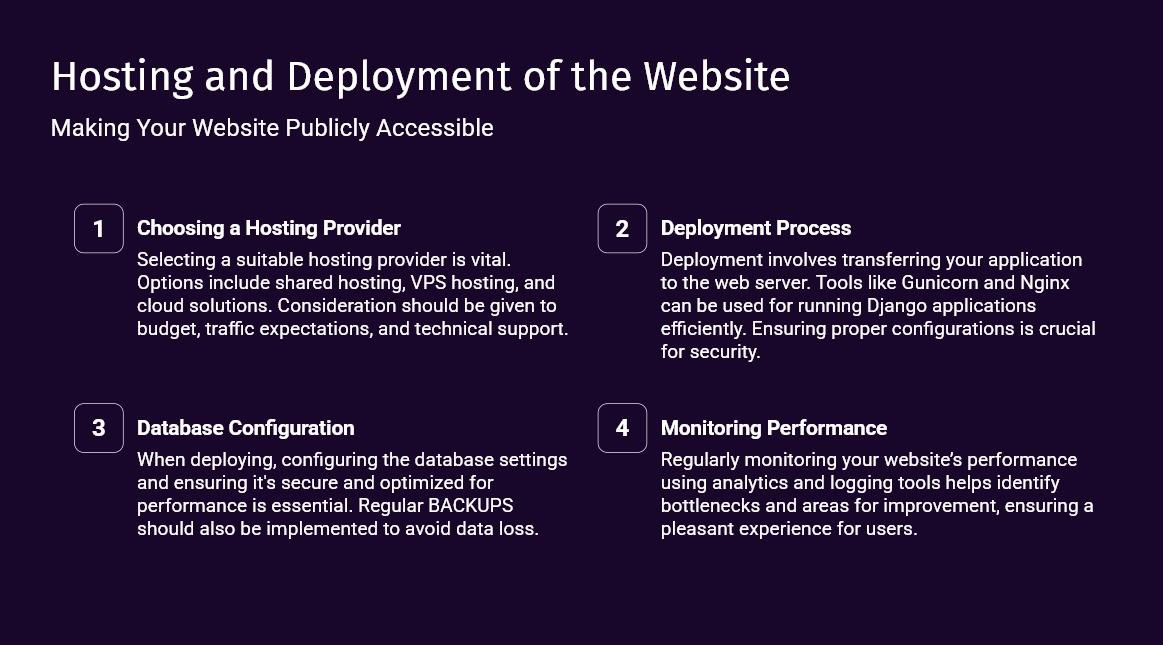 Hosting and Deployment of the Website
Making Your Website Publicly Accessible
1
Choosing a Hosting Provider
Selecting a suitable hosting provider is vital.
Options include shared hosting, VPS hosting, and
cloud solutions. Consideration should be given to
budget, traffic expectations, and technical support.
2
Deployment Process
Deployment involves transferring your application
to the web server. Tools like Gunicorn and Nginx
can be used for running Django applications
efficiently. Ensuring proper configurations is crucial
for security.
3
Database Configuration
When deploying, configuring the database settings
and ensuring it's secure and optimized for
performance is essential. Regular BACKUPS
should also be implemented to avoid data loss.
4
Monitoring Performance
Regularly monitoring your website’s performance
using analytics and logging tools helps identify
bottlenecks and areas for improvement, ensuring a
pleasant experience for users.